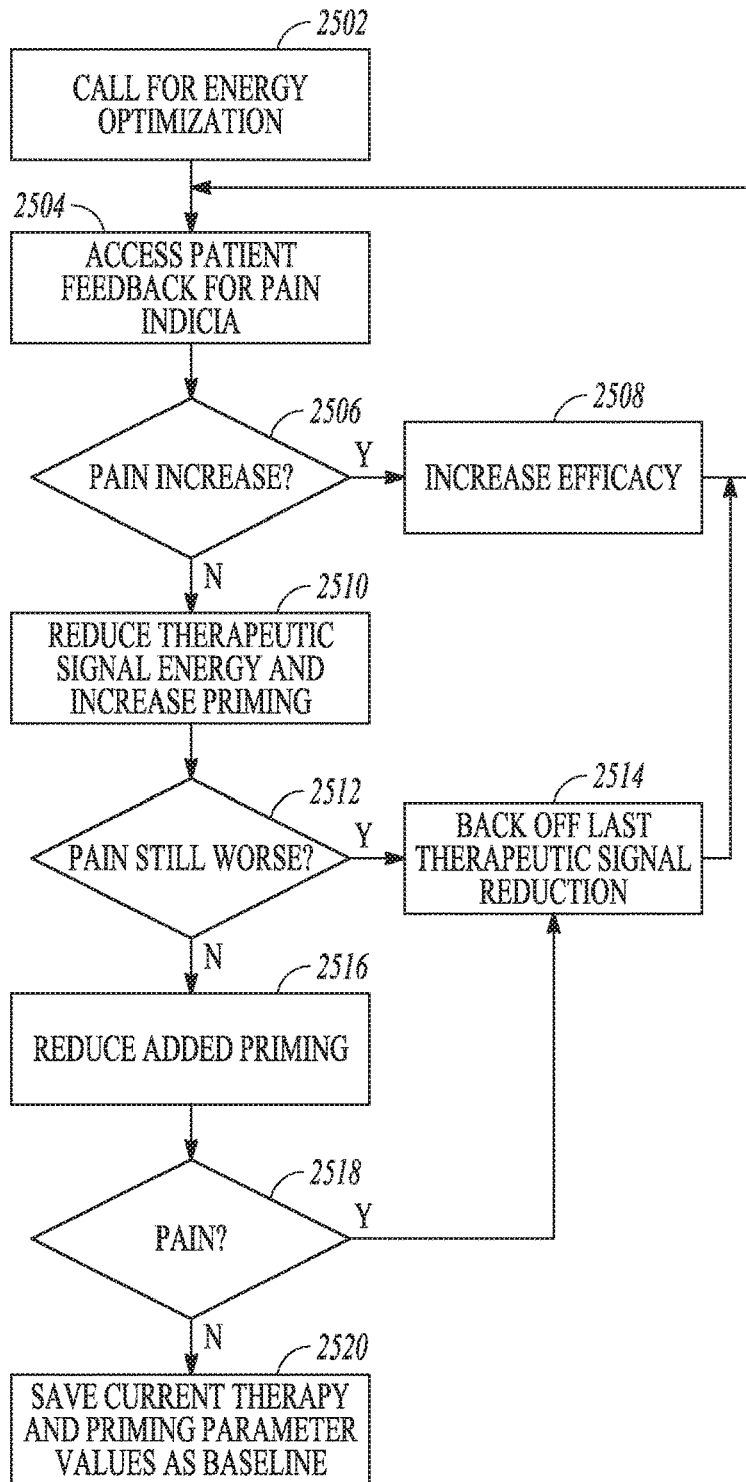 2502
CALL FOR ENERGY
OPTIMIZATION
2504
ACCESS PATIENT
FEEDBACK FOR PAIN
INDICIA
2506
PAIN INCREASE?
Y
2508
INCREASE EFFICACY
N
2510
REDUCE THERAPEUTIC
SIGNAL ENERGY AND
INCREASE PRIMING
2512
PAIN STILL WORSE?
Y
2514
BACK OFF LAST
THERAPEUTIC SIGNAL
REDUCTION
N
2516
REDUCE ADDED PRIMING
2518
PAIN?
Y
N
2520
SAVE CURRENT THERAPY
AND PRIMING PARAMETER
VALUES AS BASELINE